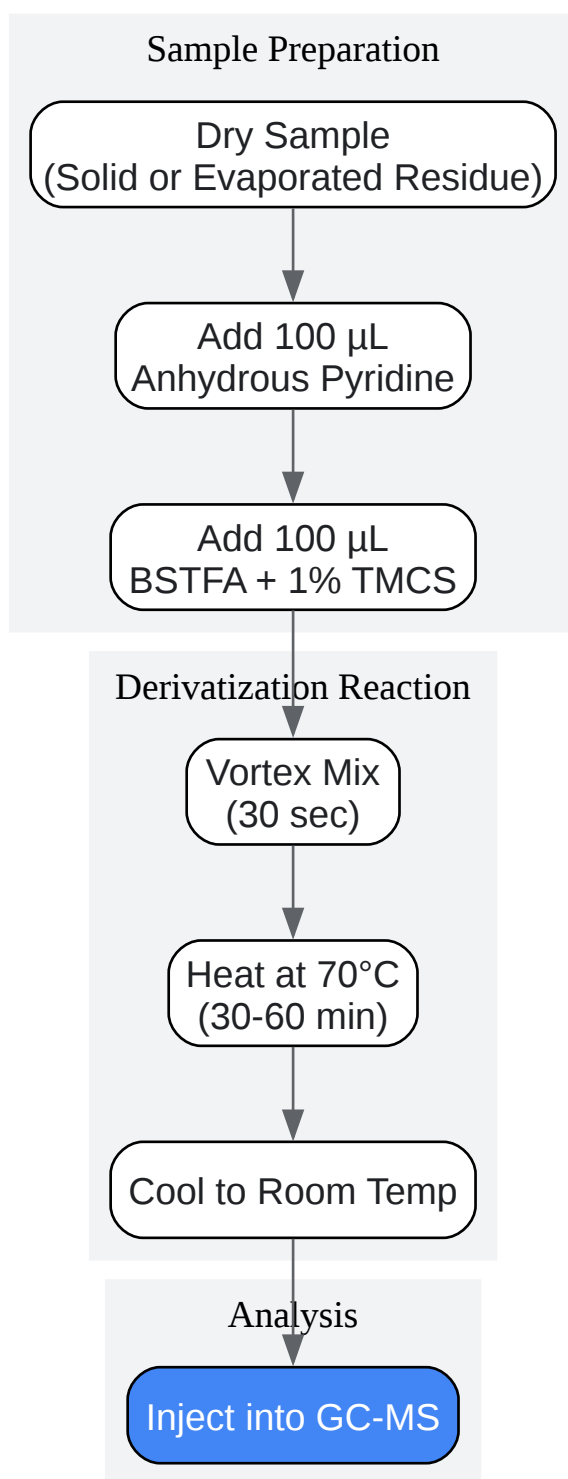 Sample Preparation
Dry Sample
(Solid or Evaporated Residue)
Add 100 µL
Anhydrous Pyridine
Add 100 µL
BSTFA + 1% TMCS
Derivatization Reaction
Vortex Mix
(30 sec)
Heat at 70°C
(30-60 min)
Cool to Room Temp
Analysis
Inject into GC-MS